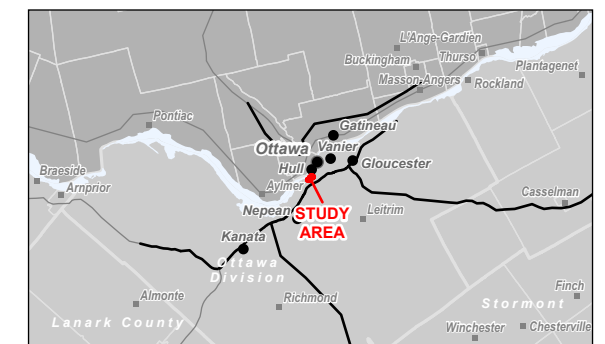 L'Ange-Gardien
Buckingham
Thurso
Plantagenet
Masson-Angers
Rockland
Pontiac
Gatineau
Ottawa
Vanier
Hull
Gloucester
Braeside
Arnprior
Aylmer
Casselman
Nepean
STUDY
AREA
Leitrim
Kanata
Ottawa
Division
Almonte
Richmond
Finch
Stormont
Lanark County
Winchester
Chesterville